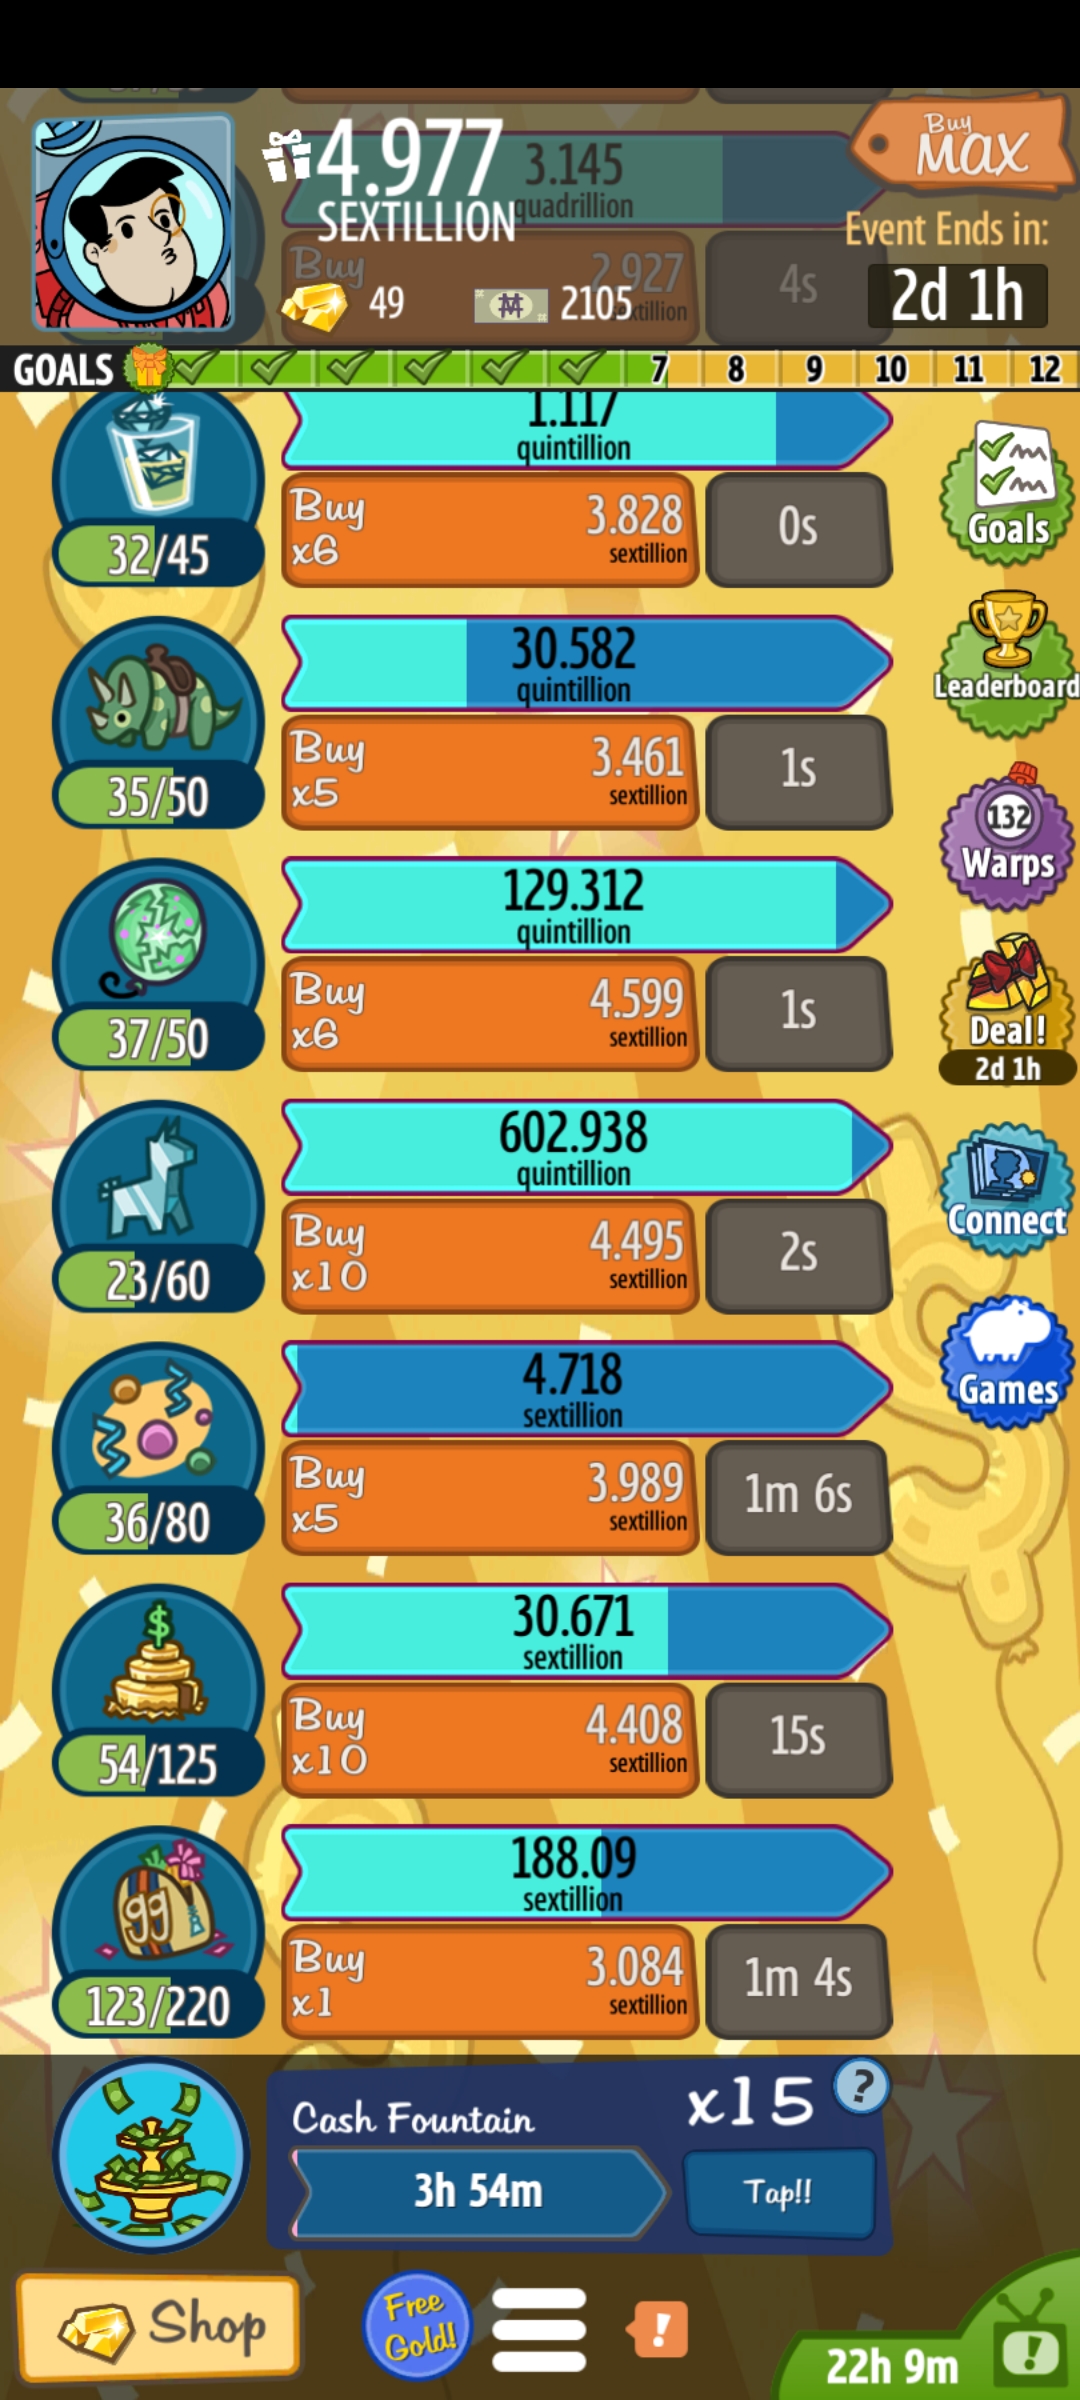 4.977
SEXTILLION
3.145
quadrillion
Buy
MAX
Buy
2.927
4s
49
2105
Event Ends in:
2d 1h
GOALS
7
8
9
10
11
12
1.117
quintillion
32/45
Buy
x6
3.828
sextillion
0s
Goals
30.582
quintillion
35/50
Buy
x5
3.461
sextillion
1s
Leaderboard
129.312
quintillion
37/50
Buy
x6
4.599
sextillion
1s
132
Warps
Deal!
2d 1h
602.938
quintillion
23/60
Buy
x10
4.495
sextillion
2s
Connect
4.718
sextillion
36/80
Buy
x5
3.989
sextillion
1m 6s
Games
$
30.671
sextillion
54/125
Buy
x10
4.408
sextillion
15s
gg
188.09
sextillion
123/220
Buy
x1
3.084
sextillion
1m 4s
Cash Fountain
x15
?
3h 54m
Tap!!
Shop
Free
Gold!
!
22h 9m
!